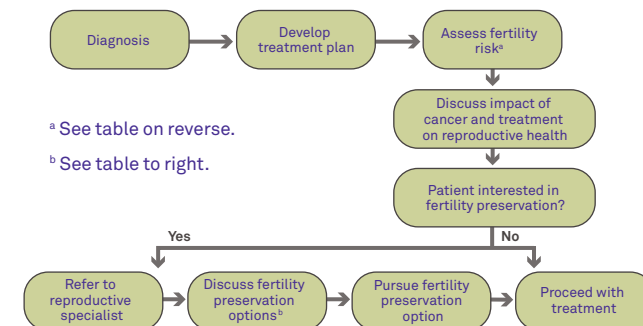 Diagnosis
Develop
treatment plan
Assess fertility
riskᵃ
Discuss impact of
cancer and treatment
on reproductive health
ᵃ See table on reverse.
ᵇ See table to right.
Patient interested in
fertility preservation?
Yes
No
Refer to
reproductive
specialist
Discuss fertility
preservation
optionsᵇ
Pursue fertility
preservation
option
Proceed with
treatment